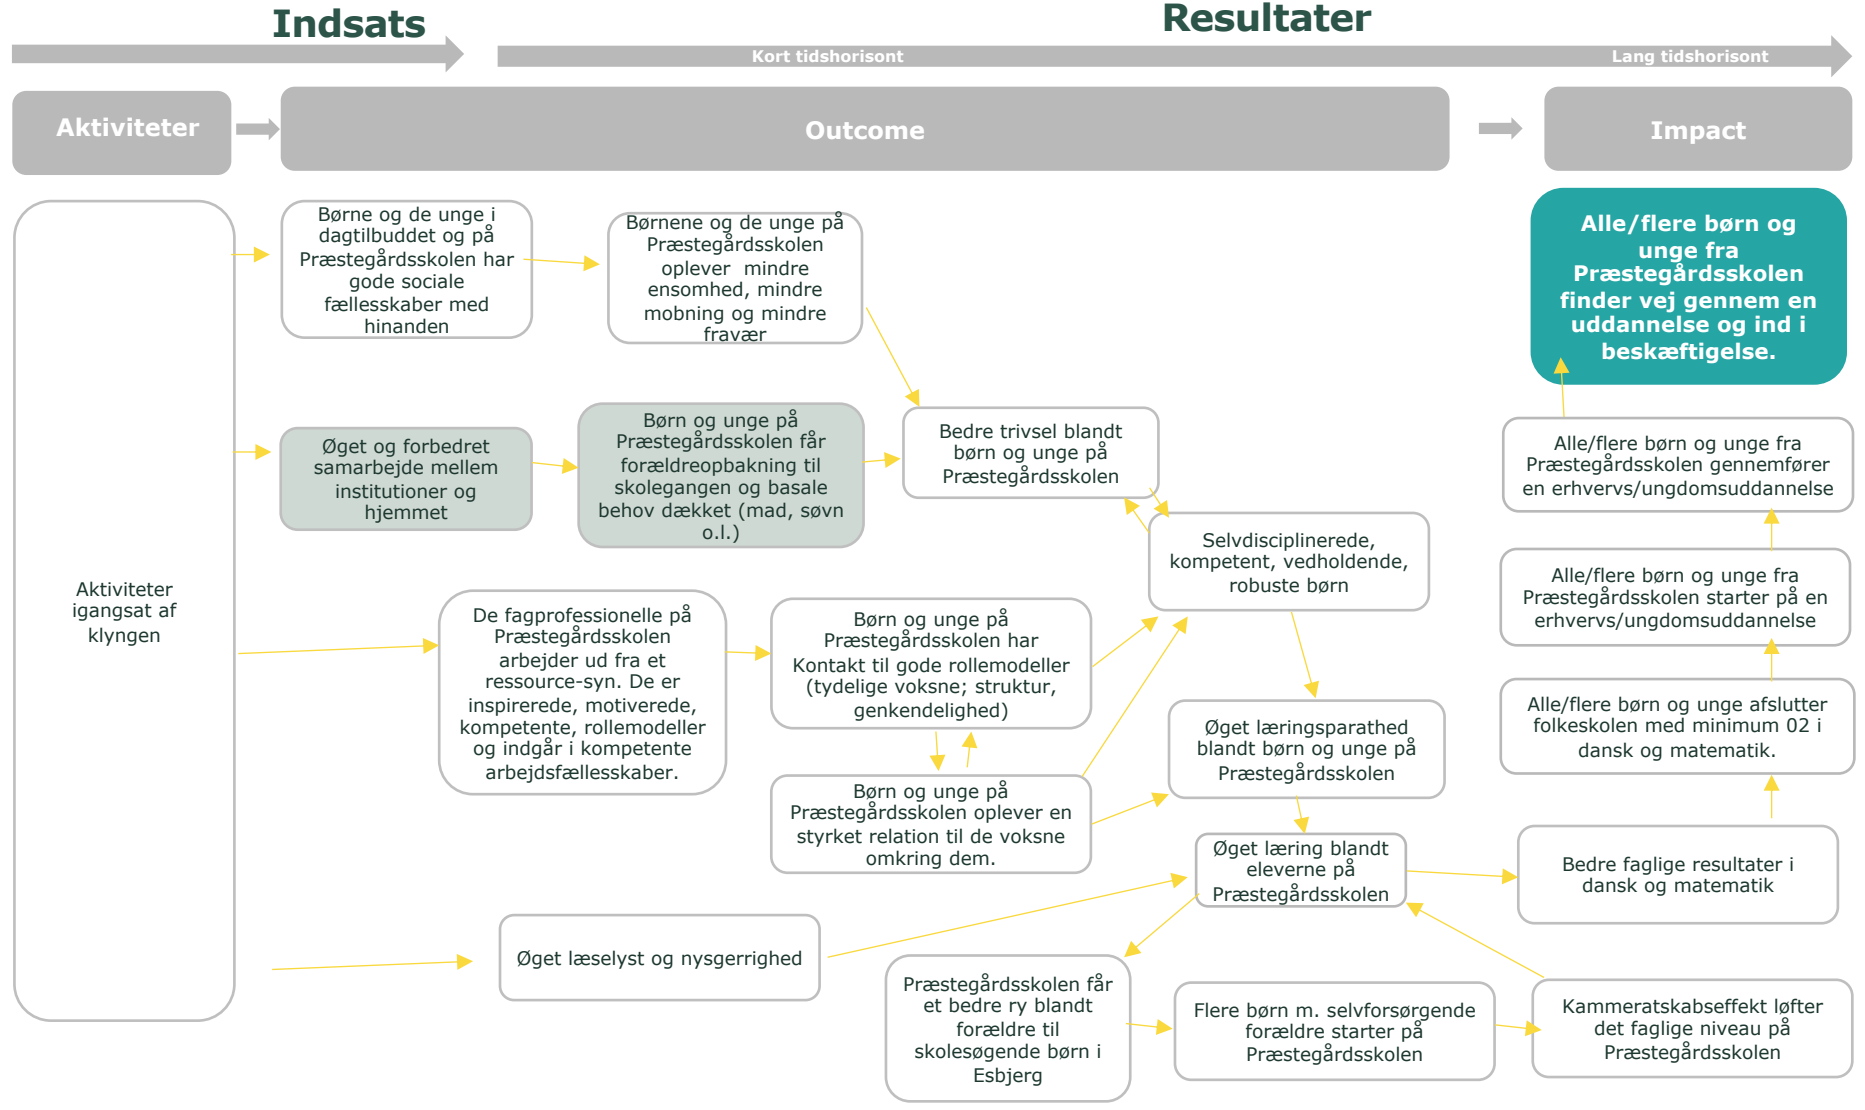 Indsats
Resultater
Kort tidshorisont
Lang tidshorisont
Aktiviteter
Outcome
Impact
Aktiviteter
igangsat af
klyngen
Børne og de unge i
dagtilbuddet og på
Præstegårdsskolen har
gode sociale
fællesskaber med
hinanden
Børnene og de unge på
Præstegårdsskolen
oplever mindre
ensomhed, mindre
mobning og mindre
fravær
Alle/flere børn og
unge fra
Præstegårdsskolen
finder vej gennem en
uddannelse og ind i
beskæftigelse.
Øget og forbedret
samarbejde mellem
institutioner og
hjemmet
Børn og unge på
Præstegårdsskolen får
forældreopbakning til
skolegangen og basale
behov dækket (mad, søvn
o.l.)
Bedre trivsel blandt
børn og unge på
Præstegårdsskolen
Alle/flere børn og unge fra
Præstegårdsskolen gennemfører
en erhvervs/ungdomsuddannelse
Selvdisciplinerede,
kompetent, vedholdende,
robuste børn
Alle/flere børn og unge fra
Præstegårdsskolen starter på en
erhvervs/ungdomsuddannelse
De fagprofessionelle på
Præstegårdsskolen
arbejder ud fra et
ressource-syn. De er
inspirerede, motiverede,
kompetente, rollemodeller
og indgår i kompetente
arbejdsfællesskaber.
Børn og unge på
Præstegårdsskolen har
Kontakt til gode rollemodeller
(tydelige voksne; struktur,
genkendelighed)
Øget læringsparathed
blandt børn og unge på
Præstegårdsskolen
Alle/flere børn og unge afslutter
folkeskolen med minimum 02 i
dansk og matematik.
Børn og unge på
Præstegårdsskolen oplever en
styrket relation til de voksne
omkring dem.
Øget læring blandt
eleverne på
Præstegårdsskolen
Bedre faglige resultater i
dansk og matematik
Øget læselyst og nysgerrighed
Præstegårdsskolen får
et bedre ry blandt
forældre til
skolesøgende børn i
Esbjerg
Flere børn m. selvforsørgende
forældre starter på
Præstegårdsskolen
Kammeratskabseffekt løfter
det faglige niveau på
Præstegårdsskolen